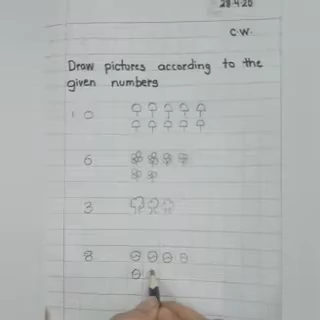 28.4.20
C.W.
Draw pictures according to the
given numbers
10
6
3
8